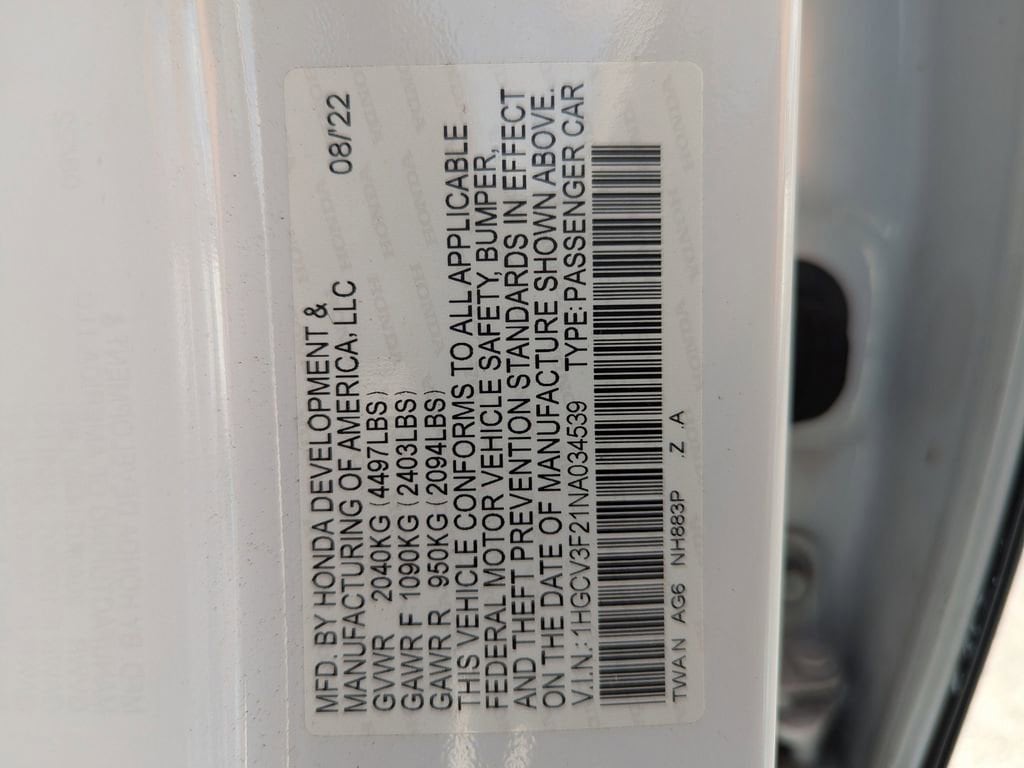 MFD. BY HONDA DEVELOPMENT &
MANUFACTURING OF AMERICA, LLC 08/'22
GVWR 2040KG (4497LBS)
GAWR F 1090KG (2403LBS)
GAWR R 950KG (2094LBS)
THIS VEHICLE CONFORMS TO ALL APPLICABLE
FEDERAL MOTOR VEHICLE SAFETY, BUMPER,
AND THEFT PREVENTION STANDARDS IN EFFECT
ON THE DATE OF MANUFACTURE SHOWN ABOVE.
V.I.N.: 1HGCV3F21NA034539 TYPE: PASSENGER CAR
TWAN AG6 NH883P .Z A